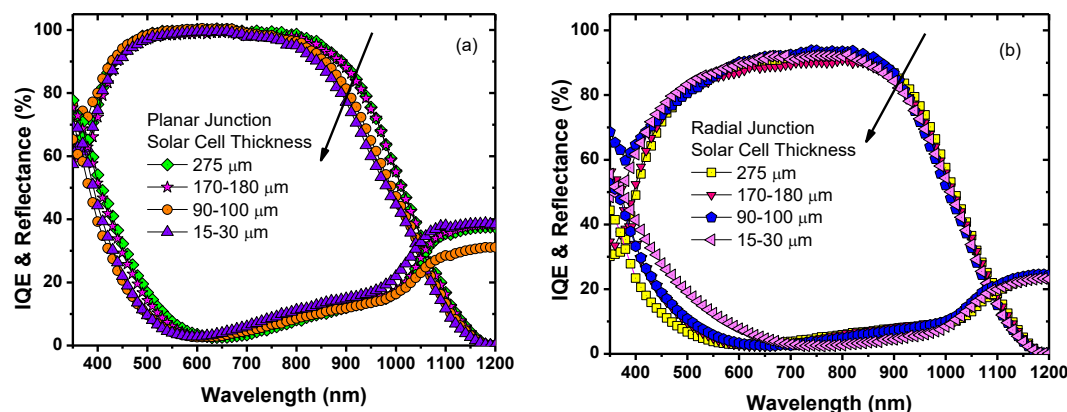 (a)
IQE & Reflectance (%)
100
80
60
40
20
0
Planar Junction
Solar Cell Thickness
275 μm
170-180 μm
90-100 μm
15-30 μm
400 500 600 700 800 900 1000 1100 1200
Wavelength (nm)
(b)
IQE & Reflectance (%)
100
80
60
40
20
0
Radial Junction
Solar Cell Thickness
275 μm
170-180 μm
90-100 μm
15-30 μm
400 500 600 700 800 900 1000 1100 1200
Wavelength (nm)